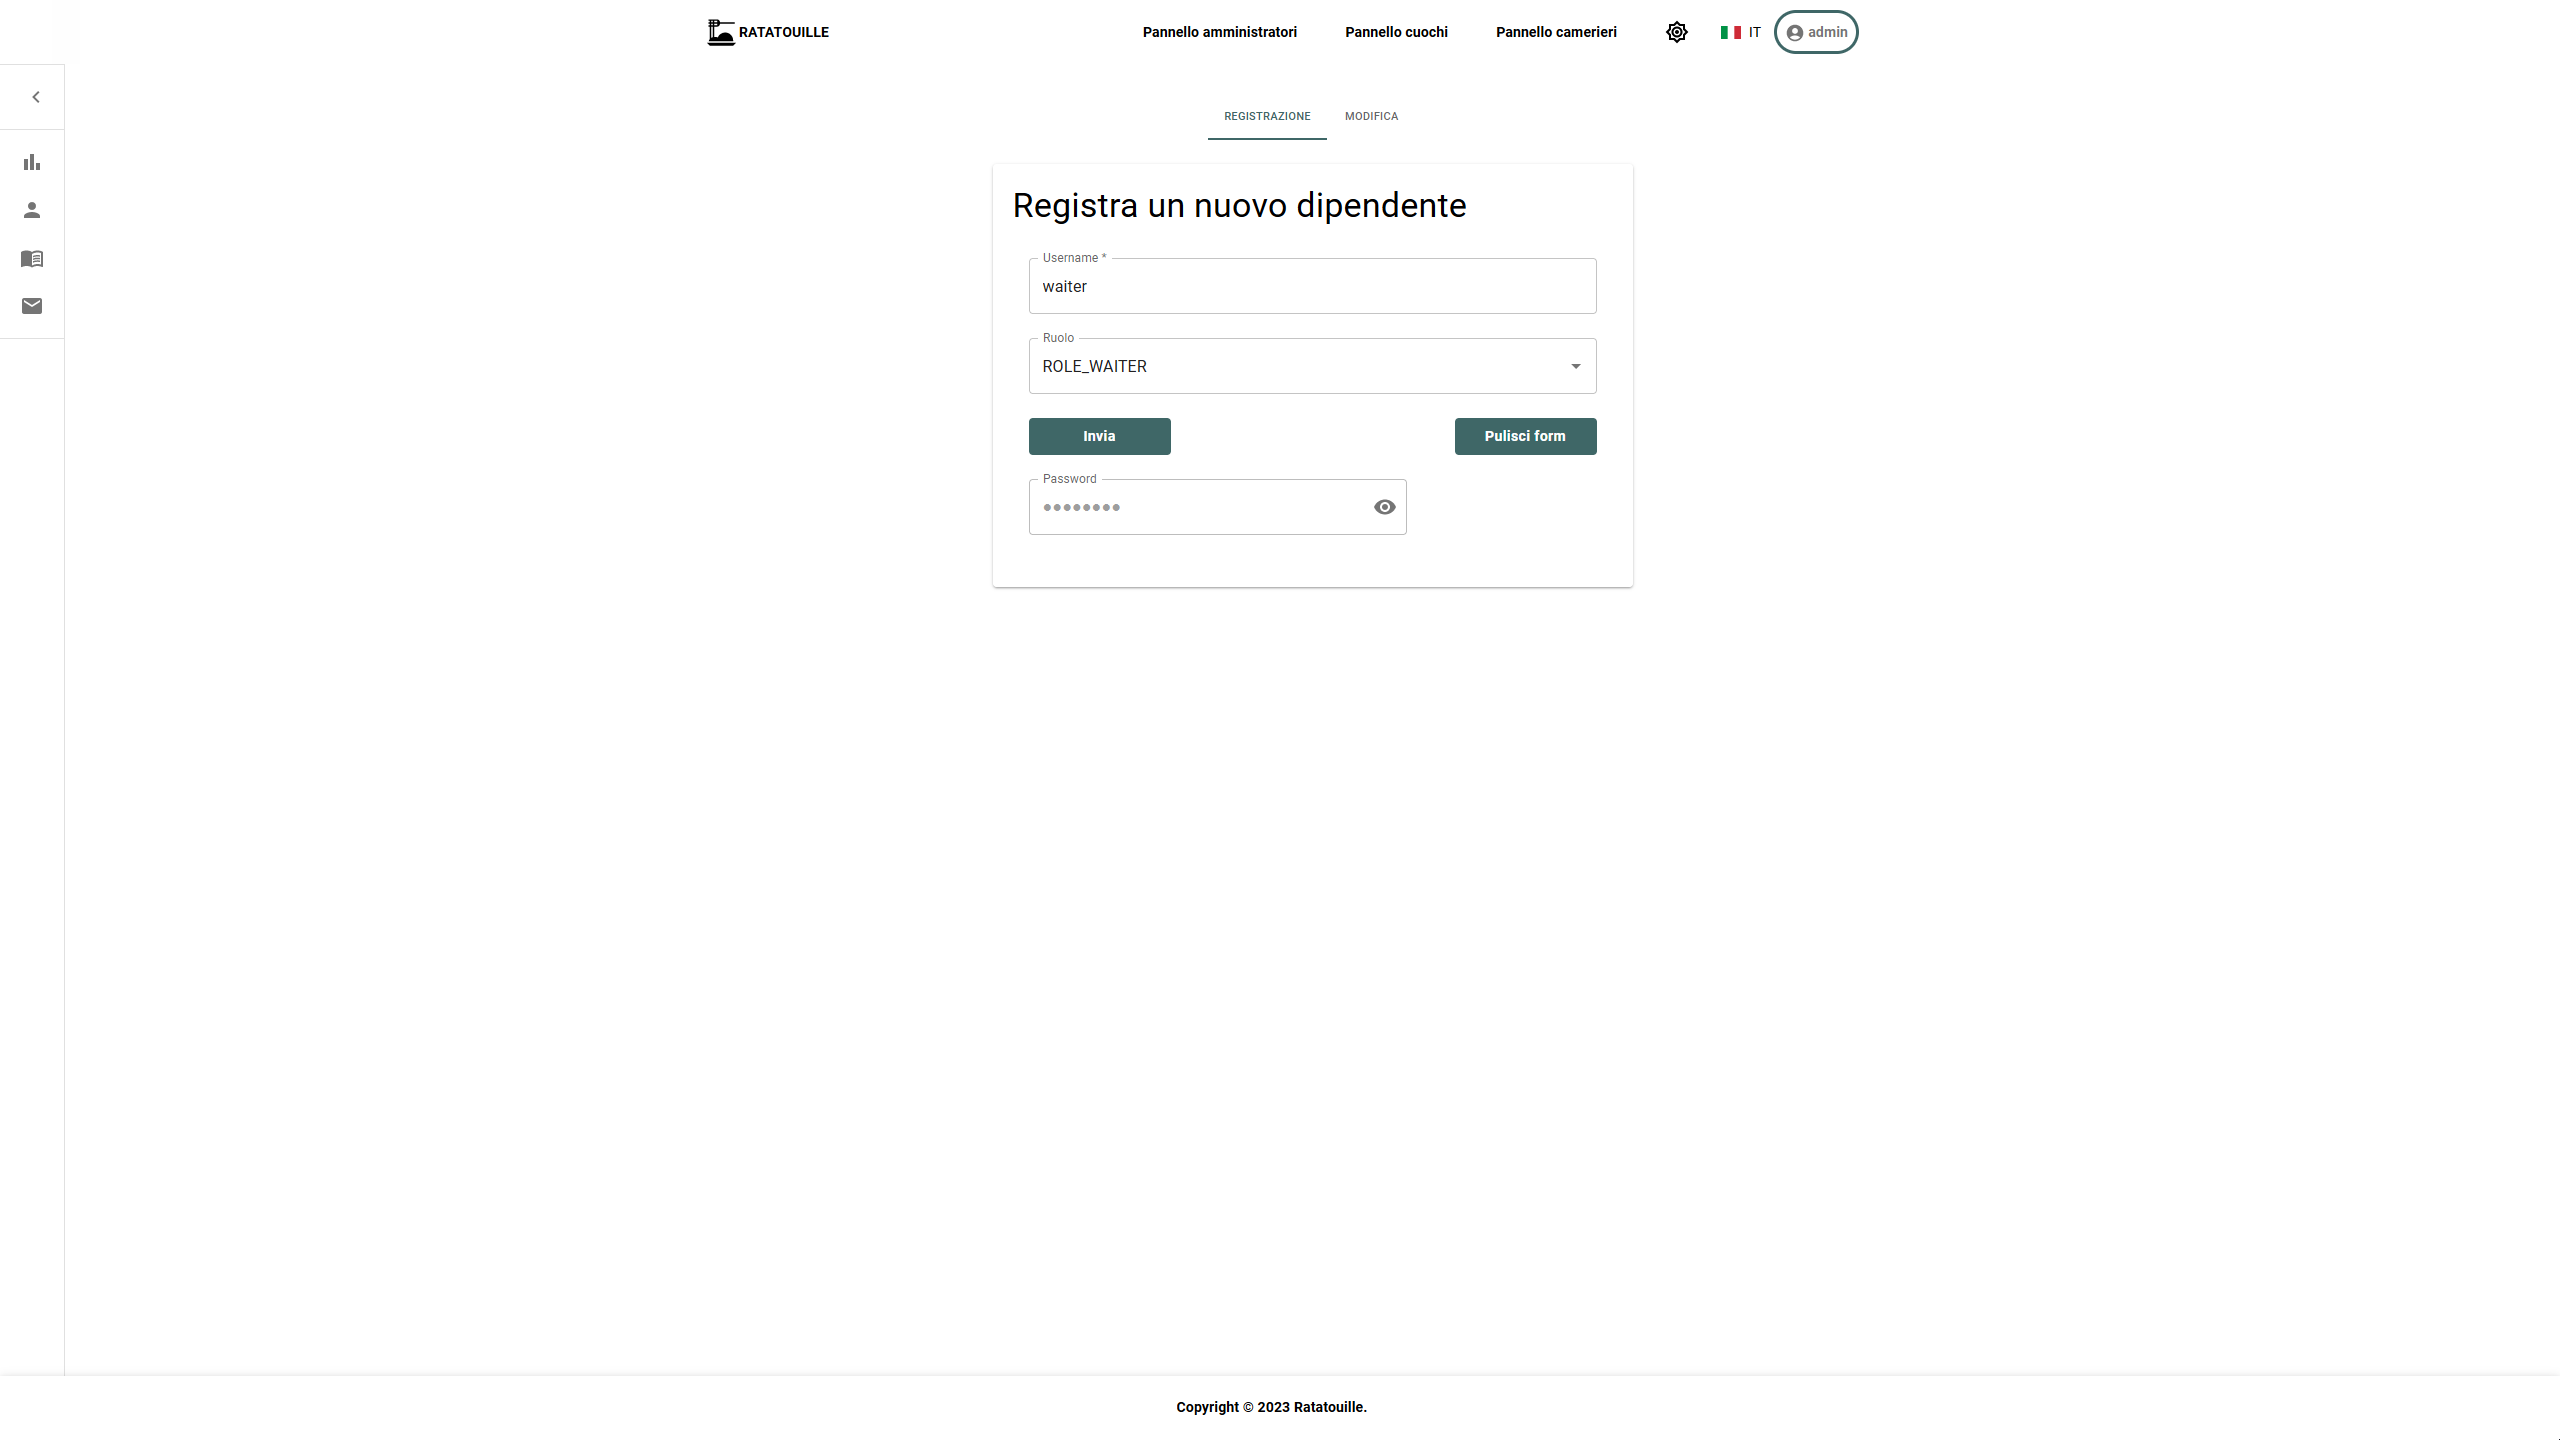 RATATOUILLE
Pannello amministratori
Pannello cuochi
Pannello camerieri
IT
admin
REGISTRAZIONE
MODIFICA
Registra un nuovo dipendente
Username *
waiter
Ruolo
ROLE_WAITER
Invia
Pulisci form
Password
••••••••
Copyright © 2023 Ratatouille.